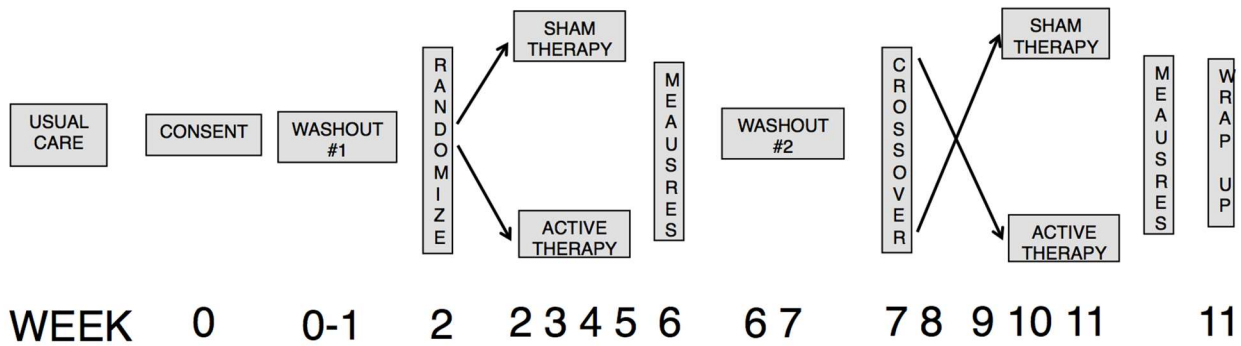 USUAL
CARE
CONSENT
WASHOUT
#1
RANDOMIZE
SHAM
THERAPY
ACTIVE
THERAPY
MEAUSRES
WASHOUT
#2
CROSSOVER
SHAM
THERAPY
ACTIVE
THERAPY
MEAUSRES
WRAP UP
WEEK 0 0-1 2 2 3 4 5 6 6 7 7 8 9 10 11 11